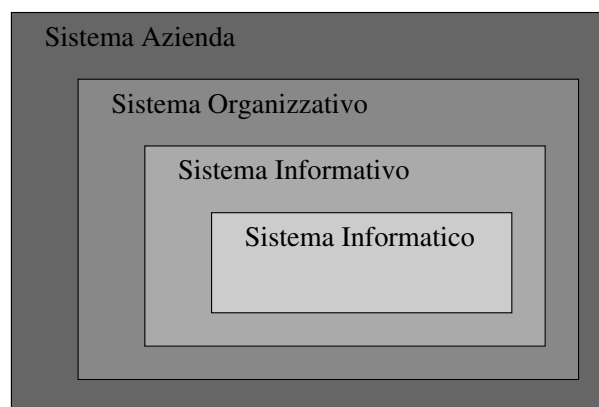 Sistema Azienda
Sistema Organizzativo
Sistema Informativo
Sistema Informatico